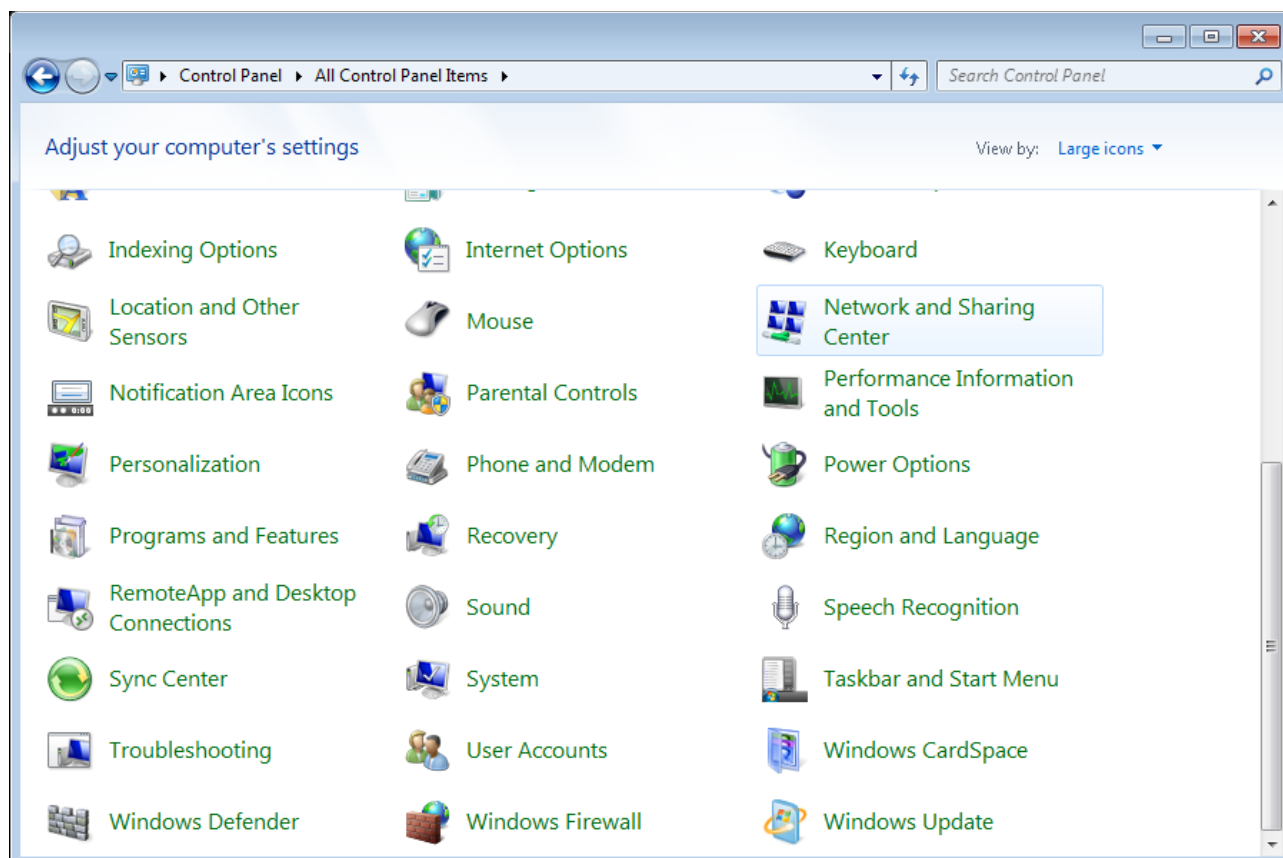 Control Panel
All Control Panel Items
Search Control Panel
Adjust your computer's settings
View by:
Large icons
Indexing Options
Internet Options
Keyboard
Location and Other
Sensors
Mouse
Network and Sharing
Center
Notification Area Icons
Parental Controls
Performance Information
and Tools
Personalization
Phone and Modem
Power Options
Programs and Features
Recovery
Region and Language
RemoteApp and Desktop
Connections
Sound
Speech Recognition
Sync Center
System
Taskbar and Start Menu
Troubleshooting
User Accounts
Windows CardSpace
Windows Defender
Windows Firewall
Windows Update